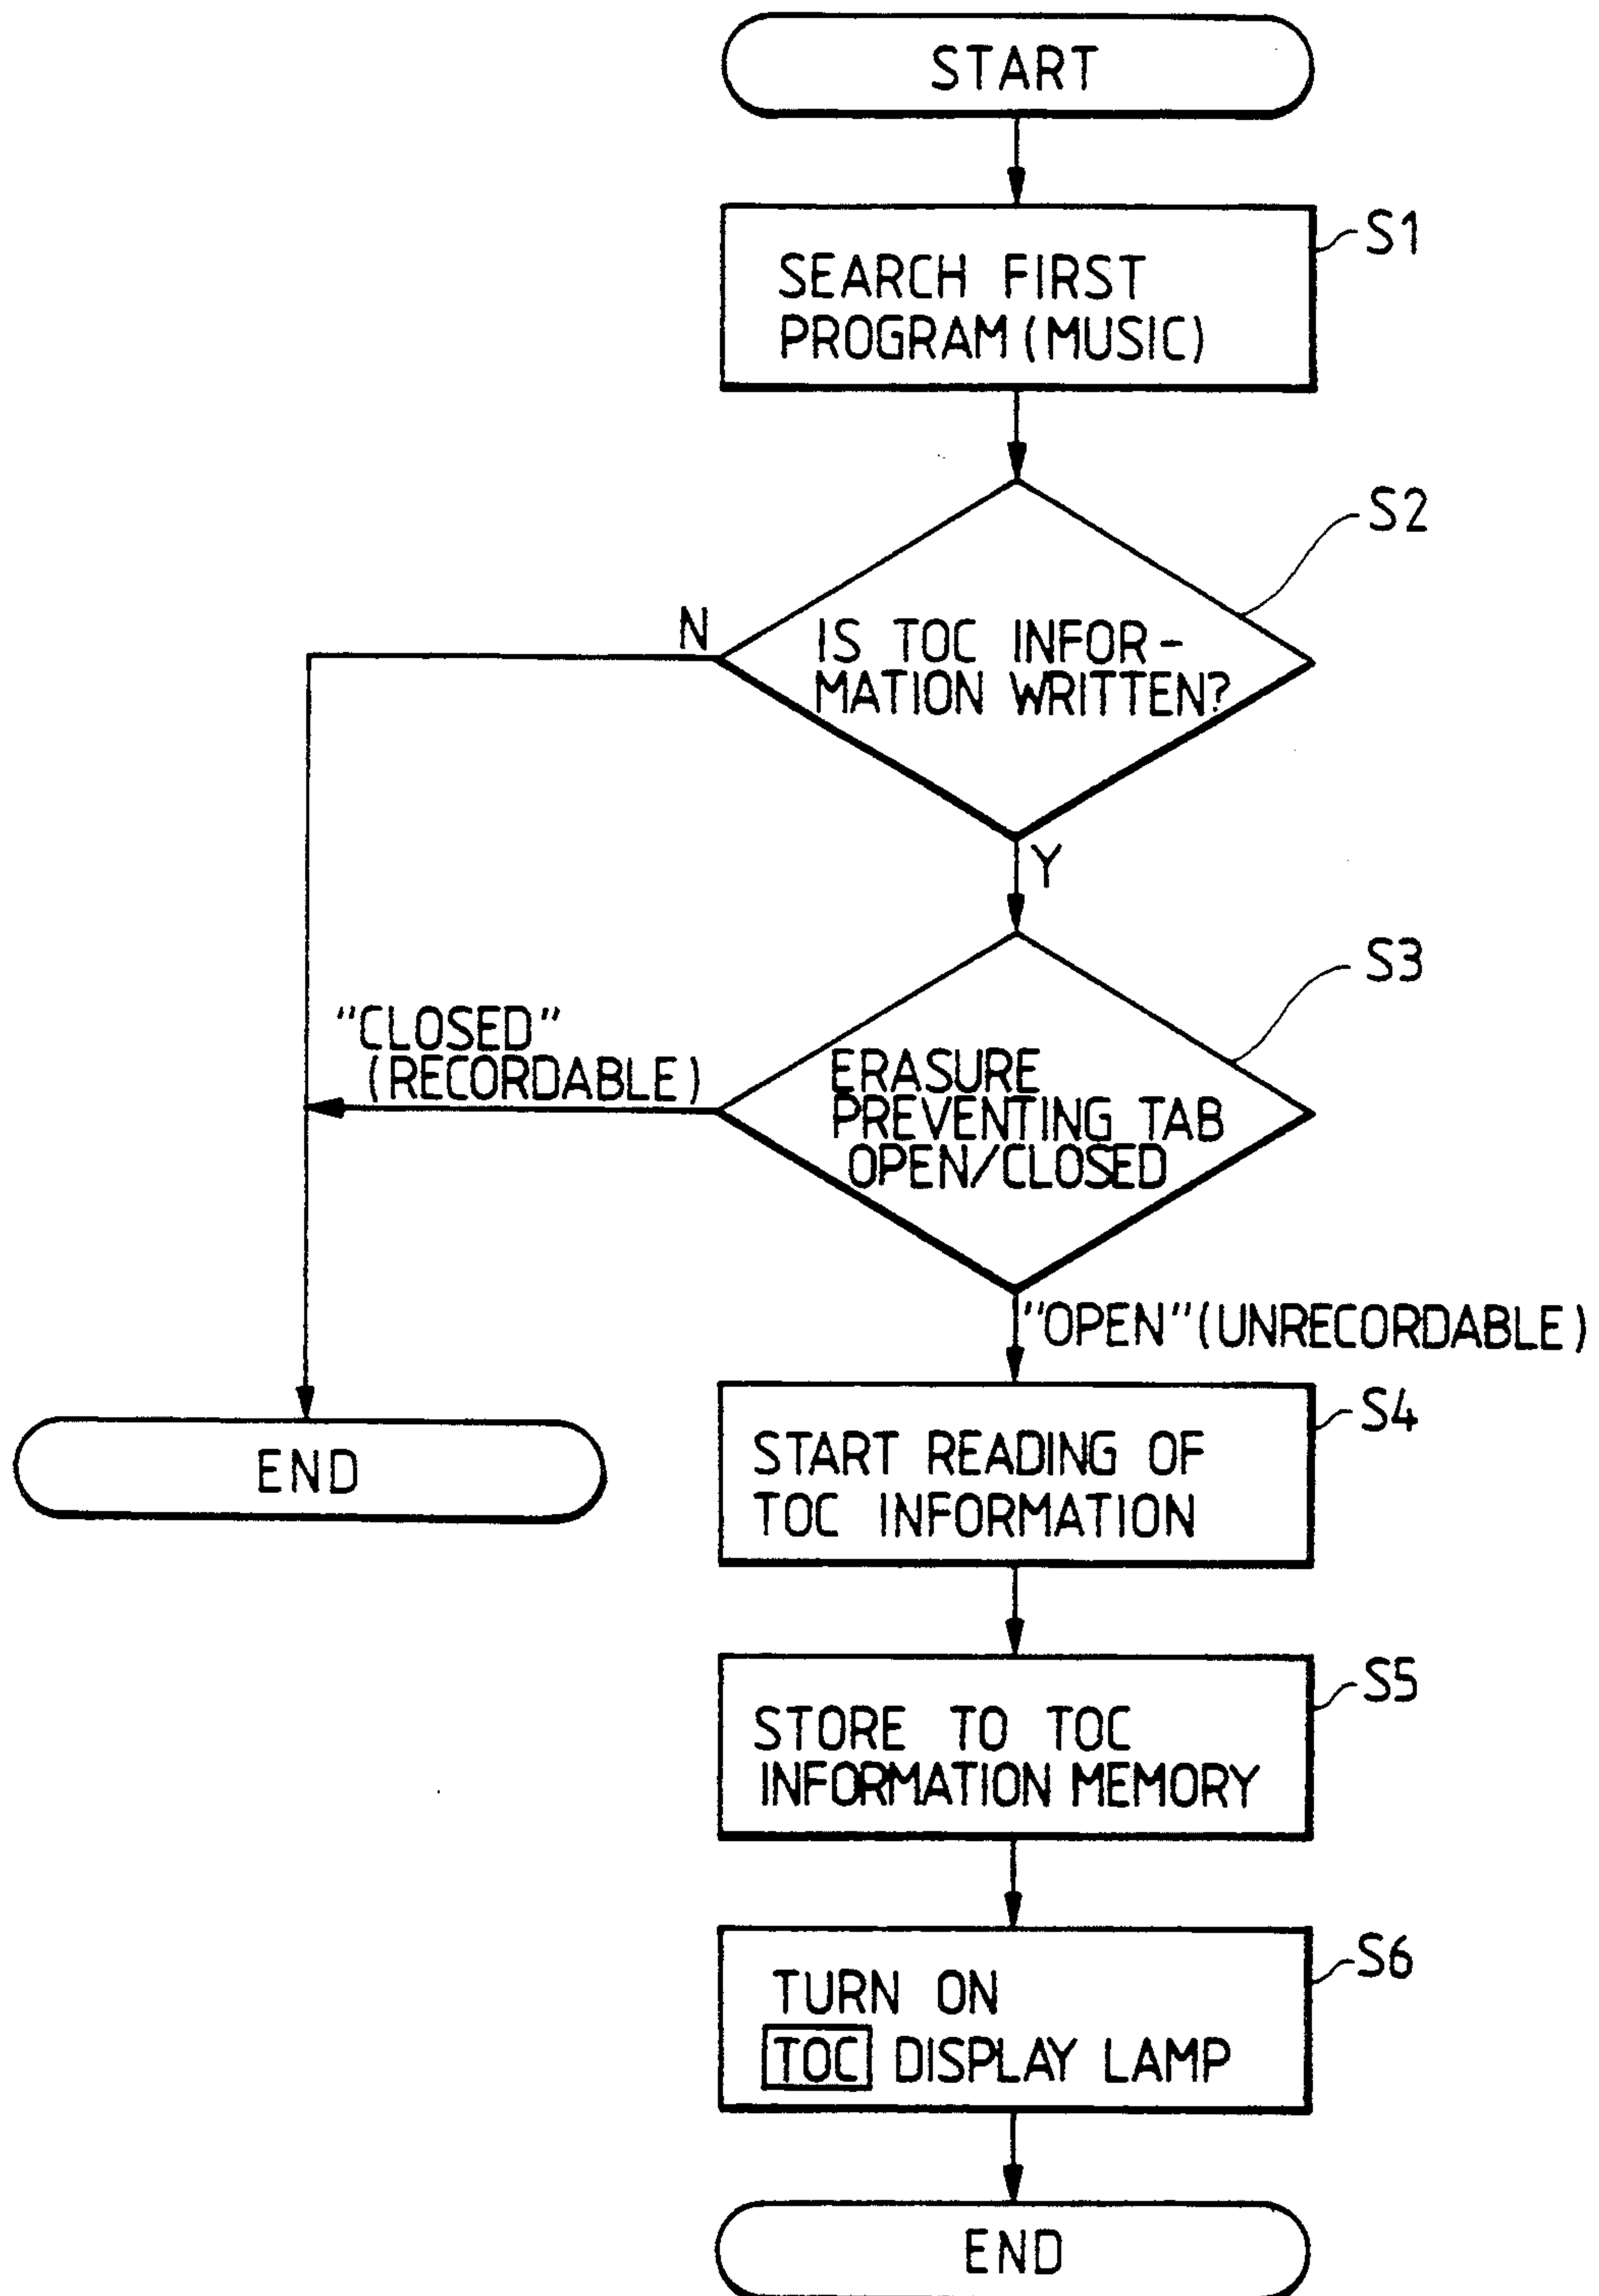 START
S1
SEARCH FIRST
PROGRAM (MUSIC)
S2
N
IS TOC INFOR-
MATION WRITTEN?
Y
S3
"CLOSED"
(RECORDABLE)
ERASURE
PREVENTING TAB
OPEN/CLOSED
"OPEN" (UNRECORDABLE)
S4
END
START READING OF
TOC INFORMATION
S5
STORE TO TOC
INFORMATION MEMORY
S6
TURN ON
TOC DISPLAY LAMP
END